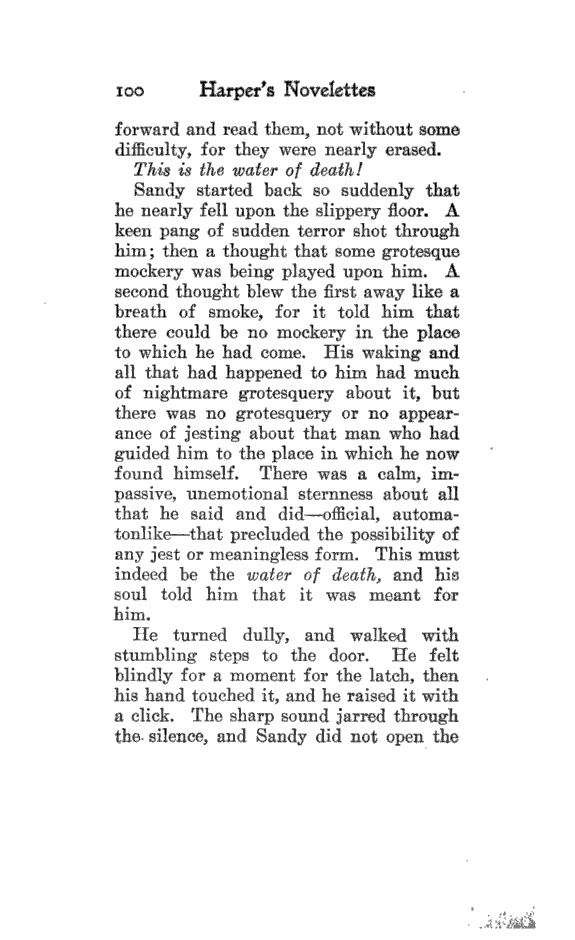 100 Harper's Novelettes
forward and read them, not without some
difficulty, for they were nearly erased.
This is the water of death!
Sandy started back so suddenly that
he nearly fell upon the slippery floor. A
keen pang of sudden terror shot through
him; then a thought that some grotesque
mockery was being played upon him. A
second thought blew the first away like a
breath of smoke, for it told him that
there could be no mockery in the place
to which he had come. His waking and
all that had happened to him had much
of nightmare grotesquery about it, but
there was no grotesquery or no appear-
ance of jesting about that man who had
guided him to the place in which he now
found himself. There was a calm, im-
passive, unemotional sternness about all
that he said and did—official, automa-
tonlike—that precluded the possibility of
any jest or meaningless form. This must
indeed be the water of death, and his
soul told him that it was meant for
him.
He turned dully, and walked with
stumbling steps to the door. He felt
blindly for a moment for the latch, then
his hand touched it, and he raised it with
a click. The sharp sound jarred through
the silence, and Sandy did not open the